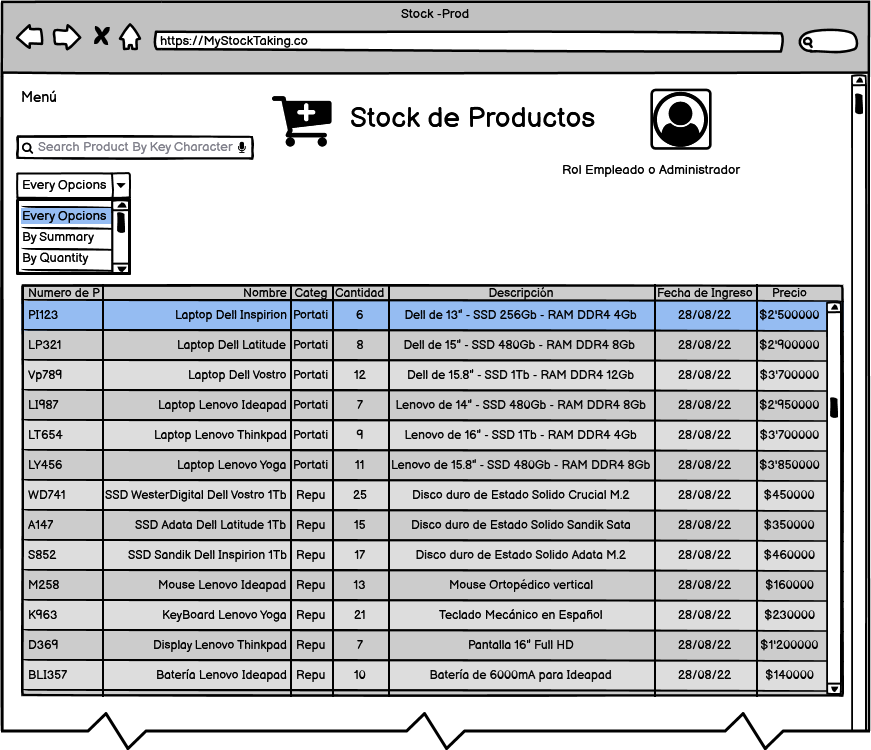 Stock -Prod
https://MyStockTaking.co
Menú
Stock de Productos
Search Product By Key Character
Rol Empleado o Administrador
Every Opcions
Every Opcions
By Summary
By Quantity
Numero de P Nombre Categ Cantidad Descripción Fecha de Ingreso Precio
PI123 Laptop Dell Inspirion Portati 6 Dell de 13" - SSD 256Gb - RAM DDR4 4Gb 28/08/22 $2'500000
LP321 Laptop Dell Latitude Portati 8 Dell de 15" - SSD 480Gb - RAM DDR4 8Gb 28/08/22 $2'900000
Vp789 Laptop Dell Vostro Portati 12 Dell de 15.8" - SSD 1Tb - RAM DDR4 12Gb 28/08/22 $3'700000
LI987 Laptop Lenovo Ideapad Portati 7 Lenovo de 14" - SSD 480Gb - RAM DDR4 8Gb 28/08/22 $2'950000
LT654 Laptop Lenovo Thinkpad Portati 9 Lenovo de 16" - SSD 1Tb - RAM DDR4 4Gb 28/08/22 $3'700000
LY456 Laptop Lenovo Yoga Portati 11 Lenovo de 15.8" - SSD 480Gb - RAM DDR4 8Gb 28/08/22 $3'850000
WD741 SSD WesterDigital Dell Vostro 1Tb Repu 25 Disco duro de Estado Solido Crucial M.2 28/08/22 $450000
A147 SSD Adata Dell Latitude 1Tb Repu 15 Disco duro de Estado Solido Sandik Sata 28/08/22 $350000
S852 SSD Sandik Dell Inspirion 1Tb Repu 17 Disco duro de Estado Solido Adata M.2 28/08/22 $460000
M258 Mouse Lenovo Ideapad Repu 13 Mouse Ortopédico vertical 28/08/22 $160000
K963 KeyBoard Lenovo Yoga Repu 21 Teclado Mecánico en Español 28/08/22 $230000
D369 Display Lenovo Thinkpad Repu 7 Pantalla 16" Full HD 28/08/22 $1'200000
BLI357 Batería Lenovo Ideapad Repu 10 Batería de 6000mA para Ideapad 28/08/22 $140000